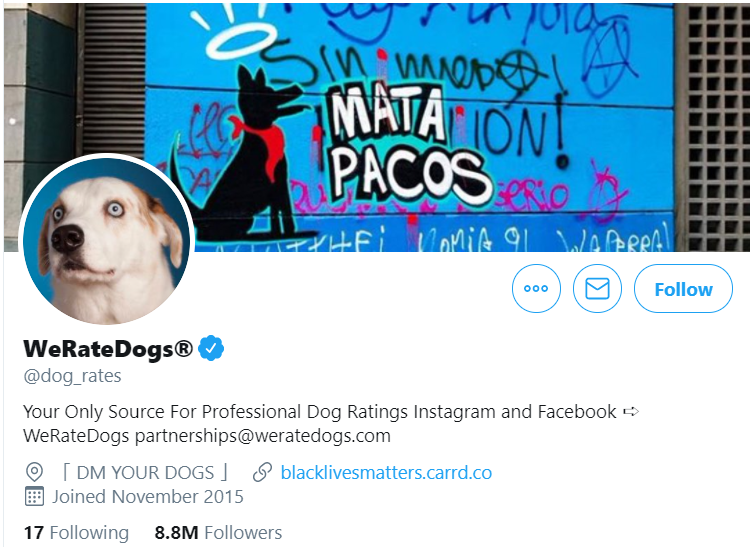 Sin miedo!
MATA
ION!
PACOS
SERIO
WeRateDogs®
@dog_rates
Follow
Your Only Source For Professional Dog Ratings Instagram and Facebook ➪
WeRateDogs partnerships@weratedogs.com
「 DM YOUR DOGS 」 blacklivesmatters.carrd.co
Joined November 2015
17 Following 8.8M Followers